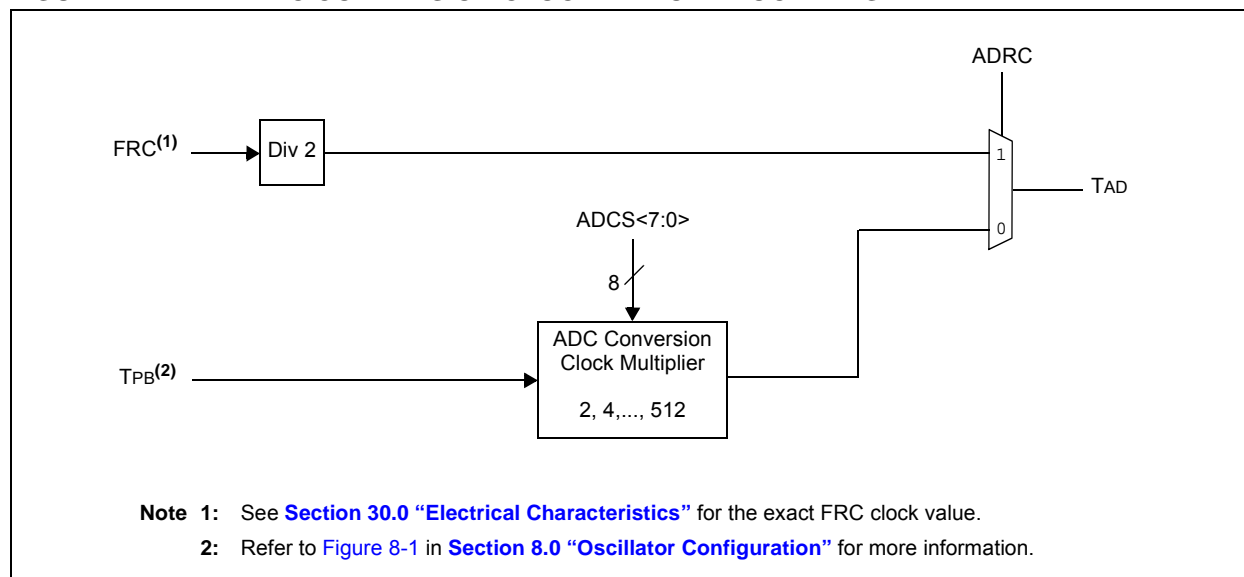 ADRC
FRC(1)
Div 2
1
TAD
ADCS<7:0>
0
8
ADC Conversion
Clock Multiplier
TPB(2)
2, 4,..., 512
Note 1: See Section 30.0 “Electrical Characteristics” for the exact FRC clock value.
2: Refer to Figure 8-1 in Section 8.0 “Oscillator Configuration” for more information.